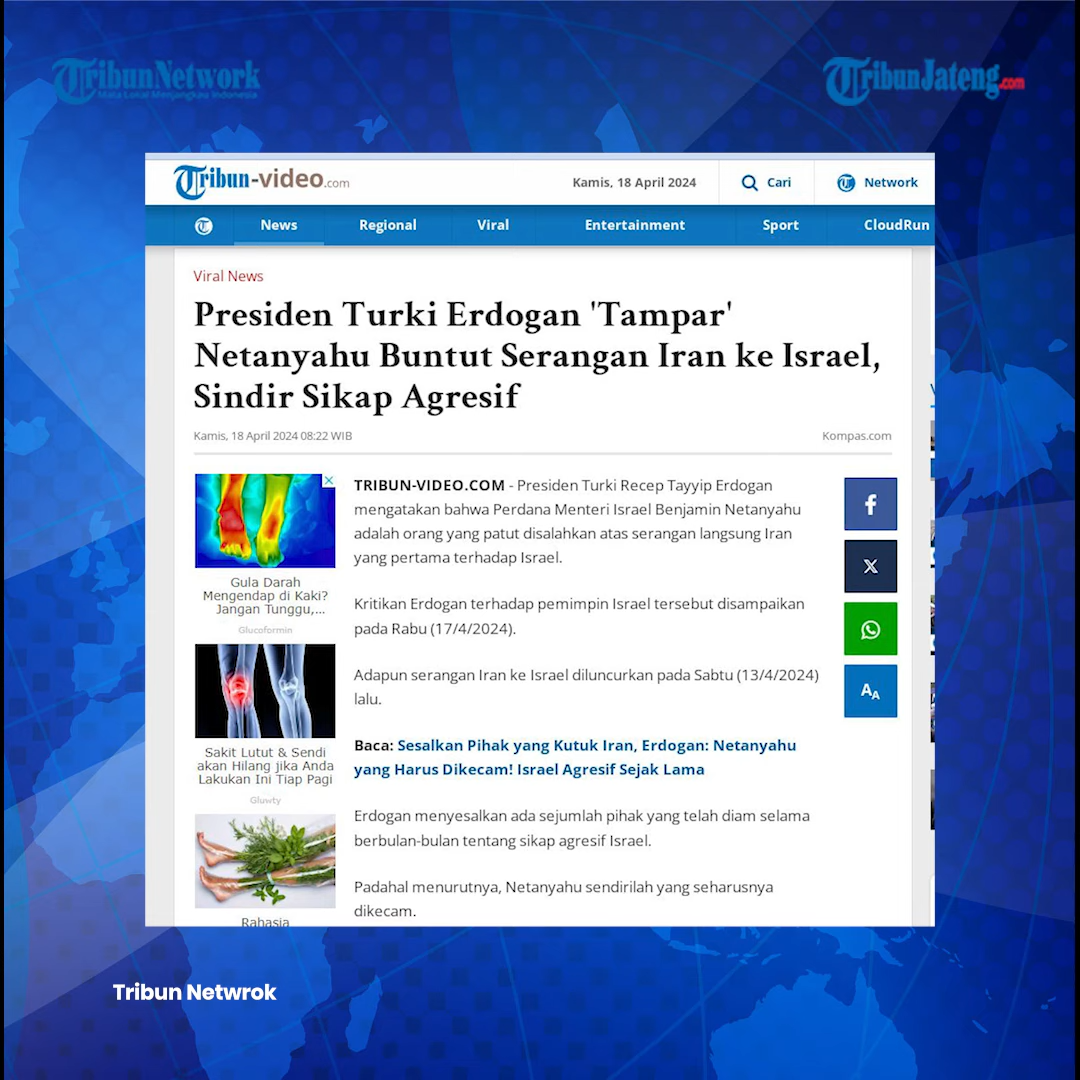 TribunNetwork
Mata Lokal Menjangkau Indonesia
TribunJateng.com
Tribun-video.com
Kamis, 18 April 2024
Cari
Network
News
Regional
Viral
Entertainment
Sport
CloudRun
Viral News
Presiden Turki Erdogan 'Tampar'
Netanyahu Buntut Serangan Iran ke Israel,
Sindir Sikap Agresif
Kamis, 18 April 2024 08:22 WIB
Kompas.com
Gula Darah
Mengendap di Kaki?
Jangan Tunggu,...
Glucoformin
Sakit Lutut & Sendi
akan Hilang jika Anda
Lakukan Ini Tiap Pagi
Gluwty
Rahasia
TRIBUN-VIDEO.COM - Presiden Turki Recep Tayyip Erdogan
mengatakan bahwa Perdana Menteri Israel Benjamin Netanyahu
adalah orang yang patut disalahkan atas serangan langsung Iran
yang pertama terhadap Israel.
Kritikan Erdogan terhadap pemimpin Israel tersebut disampaikan
pada Rabu (17/4/2024).
Adapun serangan Iran ke Israel diluncurkan pada Sabtu (13/4/2024)
lalu.
Baca: Sesalkan Pihak yang Kutuk Iran, Erdogan: Netanyahu
yang Harus Dikecam! Israel Agresif Sejak Lama
Erdogan menyesalkan ada sejumlah pihak yang telah diam selama
berbulan-bulan tentang sikap agresif Israel.
Padahal menurutnya, Netanyahu sendirilah yang seharusnya
dikecam.
AA
Tribun Netwrok